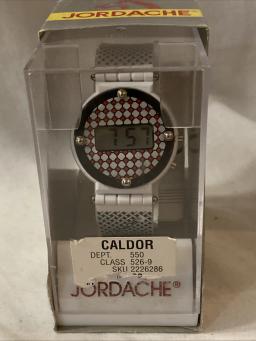 JORDACHE
7:57
CALDOR
DEPT. 550
CLASS 526-9
SKU 2226286
JORDACHE®